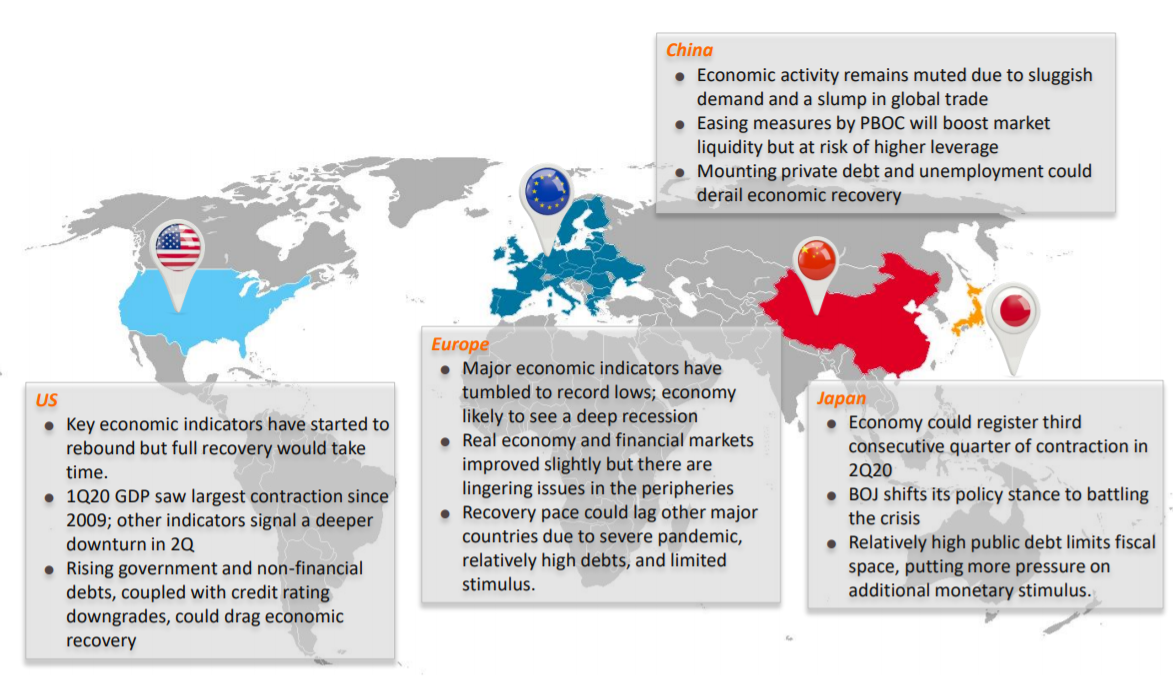 China
● Economic activity remains muted due to sluggish
demand and a slump in global trade
● Easing measures by PBOC will boost market
liquidity but at risk of higher leverage
● Mounting private debt and unemployment could
derail economic recovery
Europe
● Major economic indicators have
tumbled to record lows; economy
likely to see a deep recession
● Real economy and financial markets
improved slightly but there are
lingering issues in the peripheries
● Recovery pace could lag other major
countries due to severe pandemic,
relatively high debts, and limited
stimulus.
US
● Key economic indicators have started to
rebound but full recovery would take
time.
● 1Q20 GDP saw largest contraction since
2009; other indicators signal a deeper
downturn in 2Q
● Rising government and non-financial
debts, coupled with credit rating
downgrades, could drag economic
recovery
Japan
● Economy could register third
consecutive quarter of contraction in
2Q20
● BOJ shifts its policy stance to battling
the crisis
● Relatively high public debt limits fiscal
space, putting more pressure on
additional monetary stimulus.